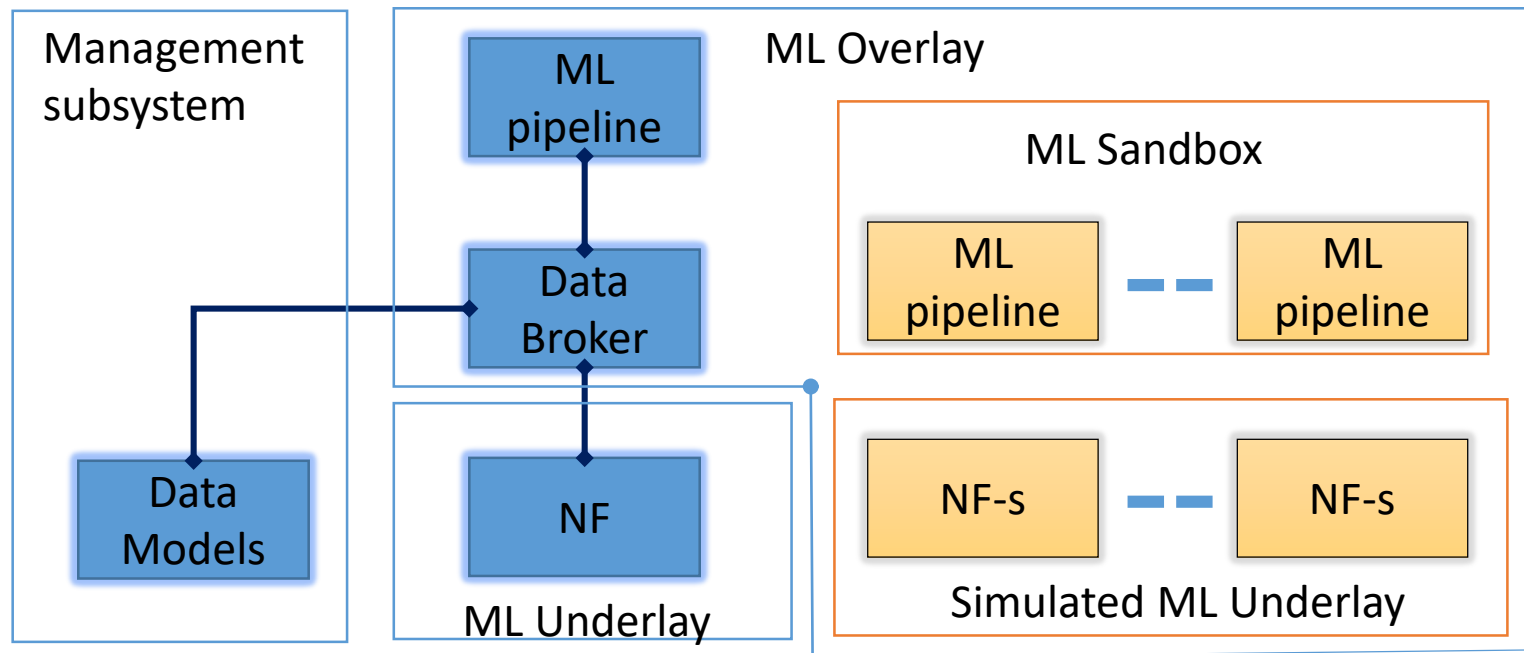 Management
subsystem
ML
pipeline
ML Overlay
ML Sandbox
ML
pipeline
ML
pipeline
Data
Broker
Data
Models
NF
ML Underlay
NF-s
NF-s
Simulated ML Underlay